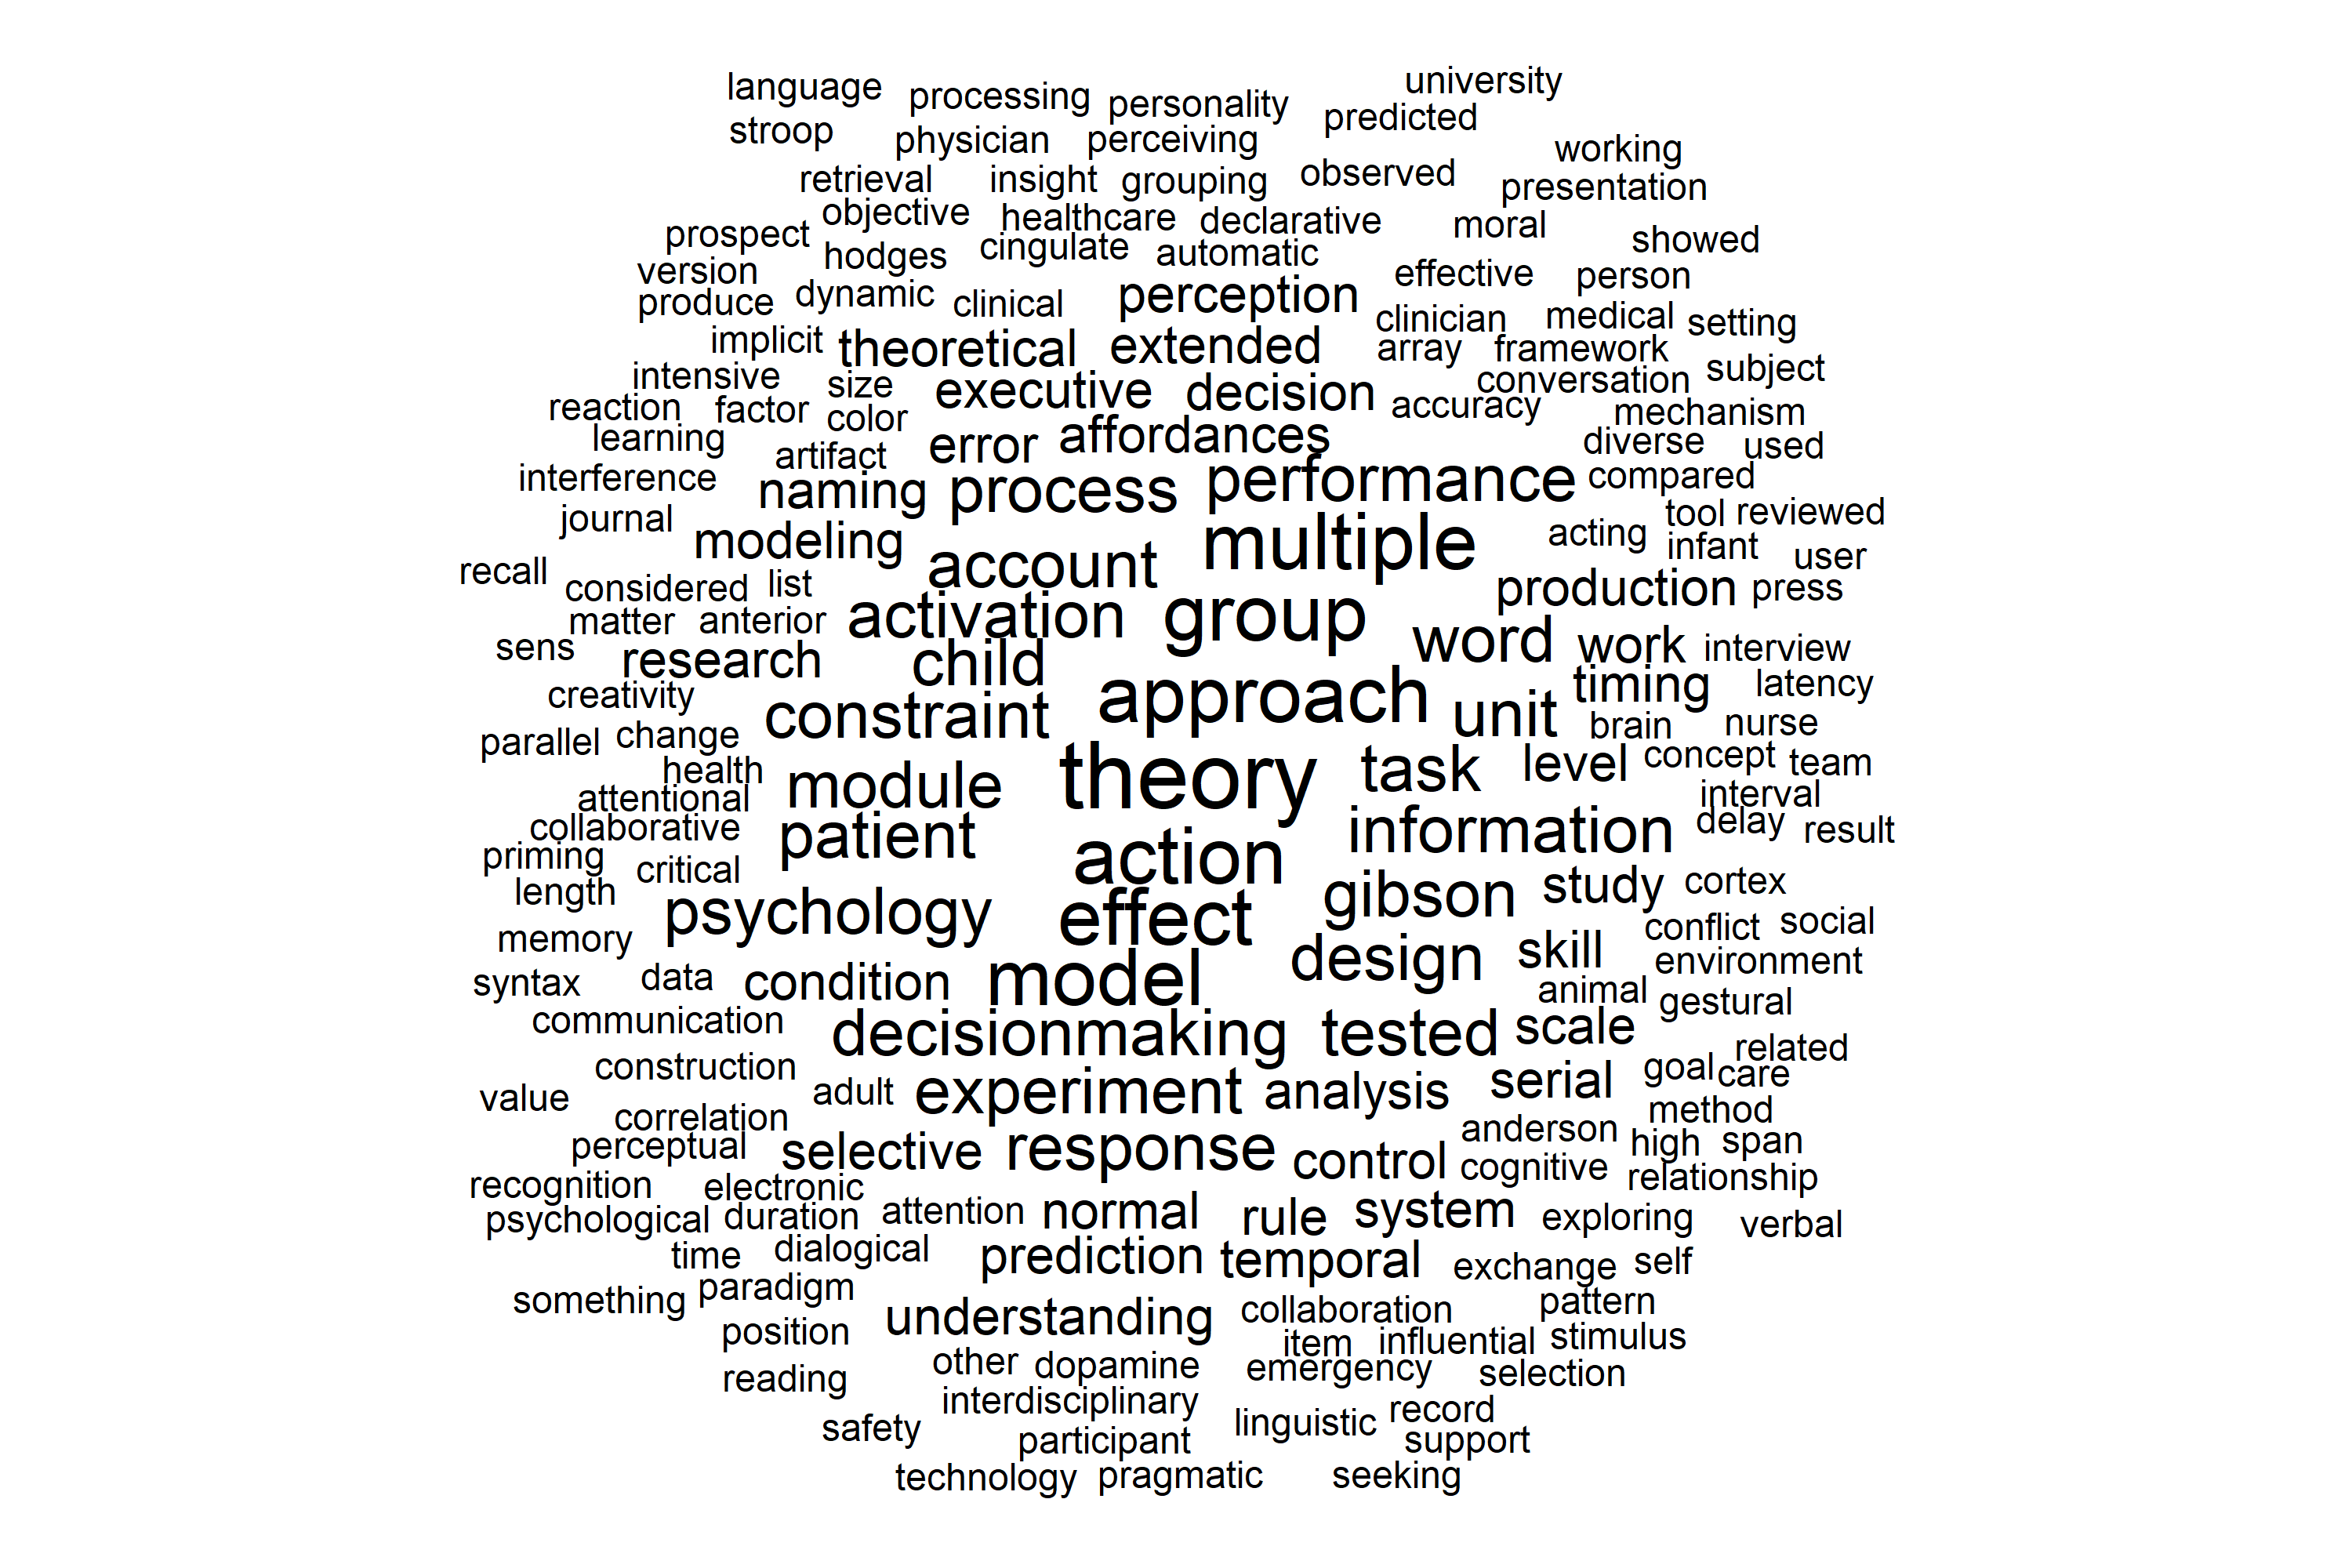 language processing personality university
stroop physician perceiving predicted
retrieval insight grouping observed working
objective healthcare declarative moral presentation
prospect hodges cingulate automatic showed
version dynamic clinical perception effective person
produce clinician medical setting
implicit theoretical extended array framework
intensive size executive decision conversation subject
reaction factor color accuracy mechanism
learning artifact error affordances diverse used
interference naming process performance compared
journal modeling account multiple acting tool reviewed
recall considered list production infant user
matter anterior activation group press
sens research child word work interview
creativity constraint approach unit timing latency
parallel change brain nurse
health module theory task level concept team
attentional interval
collaborative patient action information delay result
priming critical
length psychology effect gibson study cortex
memory conflict social
syntax data condition model design skill environment
animal gestural
communication decisionmaking tested scale
construction related
value adult experiment analysis serial goal care
correlation anderson method
perceptual selective response control high span
recognition electronic cognitive relationship
psychological duration attention normal rule system exploring verbal
time dialogical prediction temporal exchange self
something paradigm understanding collaboration pattern
position item influential stimulus
reading other dopamine emergency selection
interdisciplinary record
safety participant linguistic support
technology pragmatic seeking